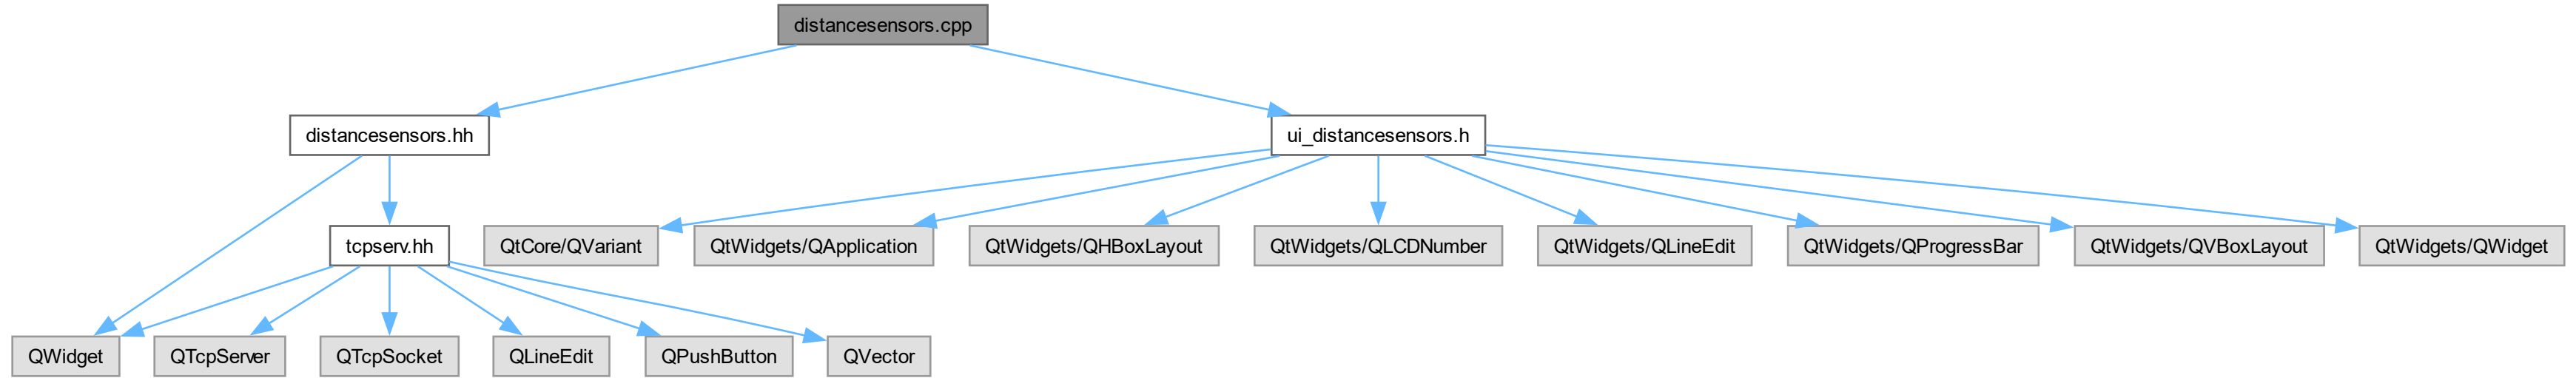 distancesensors.cpp
distancesensors.hh
ui_distancesensors.h
tcpserv.hh
QtCore/QVariant
QtWidgets/QApplication
QtWidgets/QHBoxLayout
QtWidgets/QLCDNumber
QtWidgets/QLineEdit
QtWidgets/QProgressBar
QtWidgets/QVBoxLayout
QtWidgets/QWidget
QWidget
QTcpServer
QTcpSocket
QLineEdit
QPushButton
QVector